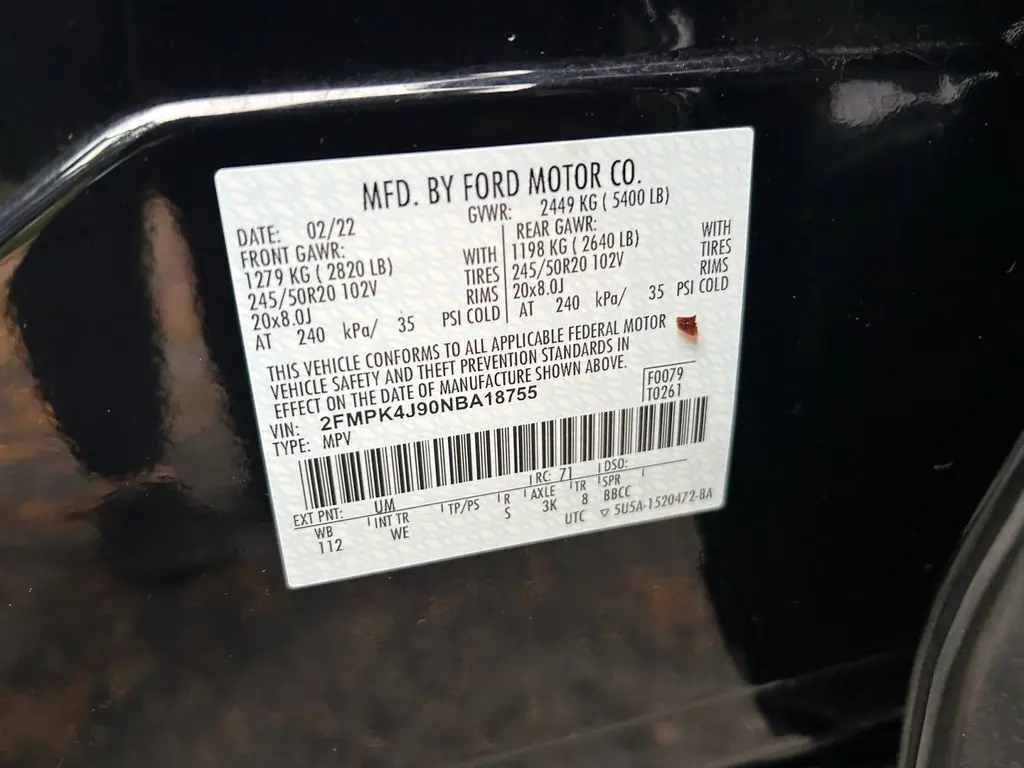 MFD. BY FORD MOTOR CO.
DATE: 02/22 GVWR: 2449 KG ( 5400 LB)
FRONT GAWR: REAR GAWR:
1279 KG ( 2820 LB) WITH 1198 KG ( 2640 LB) WITH
245/50R20 102V TIRES 245/50R20 102V TIRES
20x8.0J RIMS 20x8.0J RIMS
AT 240 kPa/ 35 PSI COLD AT 240 kPa/ 35 PSI COLD
THIS VEHICLE CONFORMS TO ALL APPLICABLE FEDERAL MOTOR
VEHICLE SAFETY AND THEFT PREVENTION STANDARDS IN
EFFECT ON THE DATE OF MANUFACTURE SHOWN ABOVE.
VIN: 2FMPK4J90NBA18755 F0079
TYPE: MPV T0261
EXT PNT: UM RC: 71 DSO:
WB INT TR TP/PS R AXLE TR SPR
112 WE S 3K 8 BBCC
UTC ▽ 5U5A-1520472-BA